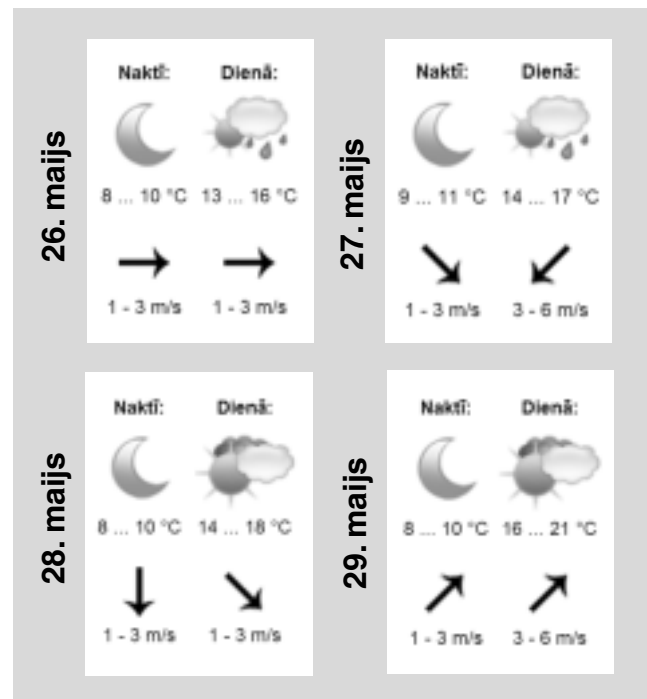 26. maijs
Naktī: Dienā:
8 ... 10 °C 13 ... 16 °C
1 - 3 m/s 1 - 3 m/s
27. maijs
Naktī: Dienā:
9 ... 11 °C 14 ... 17 °C
1 - 3 m/s 3 - 6 m/s
28. maijs
Naktī: Dienā:
8 ... 10 °C 14 ... 18 °C
1 - 3 m/s 1 - 3 m/s
29. maijs
Naktī: Dienā:
8 ... 10 °C 16 ... 21 °C
1 - 3 m/s 3 - 6 m/s